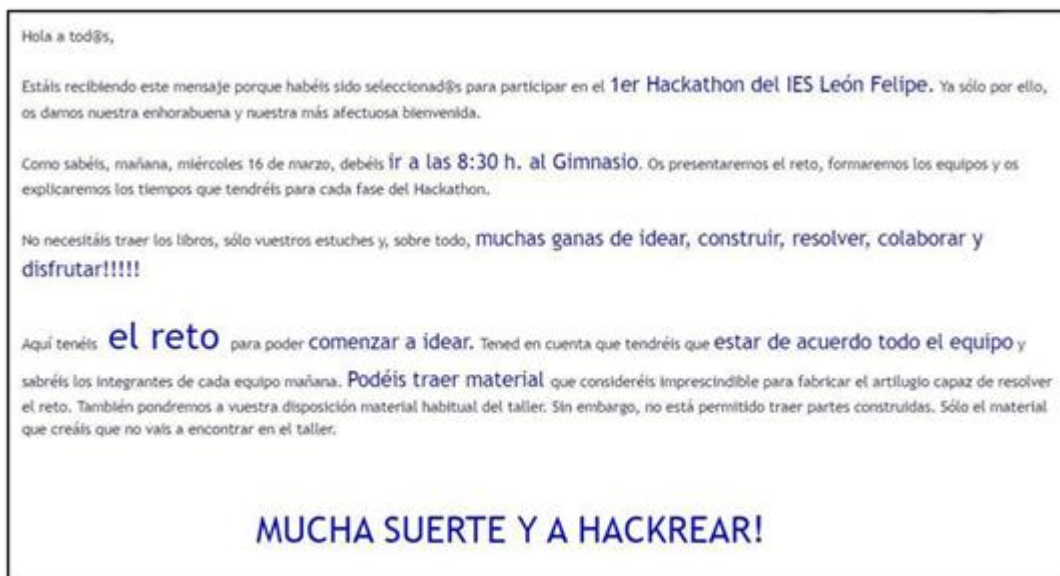 Hola a tod@s,
Estáis recibiendo este mensaje porque habéis sido seleccionad@s para participar en el 1er Hackathon del IES León Felipe. Ya sólo por ello,
os damos nuestra enhorabuena y nuestra más afectuosa bienvenida.
Como sabéis, mañana, miércoles 16 de marzo, debéis ir a las 8:30 h. al Gimnasio. Os presentaremos el reto, formaremos los equipos y os
explicaremos los tiempos que tendréis para cada fase del Hackathon.
No necesitáis traer los libros, sólo vuestros estuches y, sobre todo, muchas ganas de idear, construir, resolver, colaborar y
disfrutar!!!!!
Aquí tenéis el reto para poder comenzar a idear. Tened en cuenta que tendréis que estar de acuerdo todo el equipo y
sabréis los integrantes de cada equipo mañana. Podéis traer material que consideréis imprescindible para fabricar el artilugio capaz de resolver
el reto. También pondremos a vuestra disposición material habitual del taller. Sin embargo, no está permitido traer partes construidas. Sólo el material
que creáis que no vais a encontrar en el taller.
MUCHA SUERTE Y A HACKREAR!